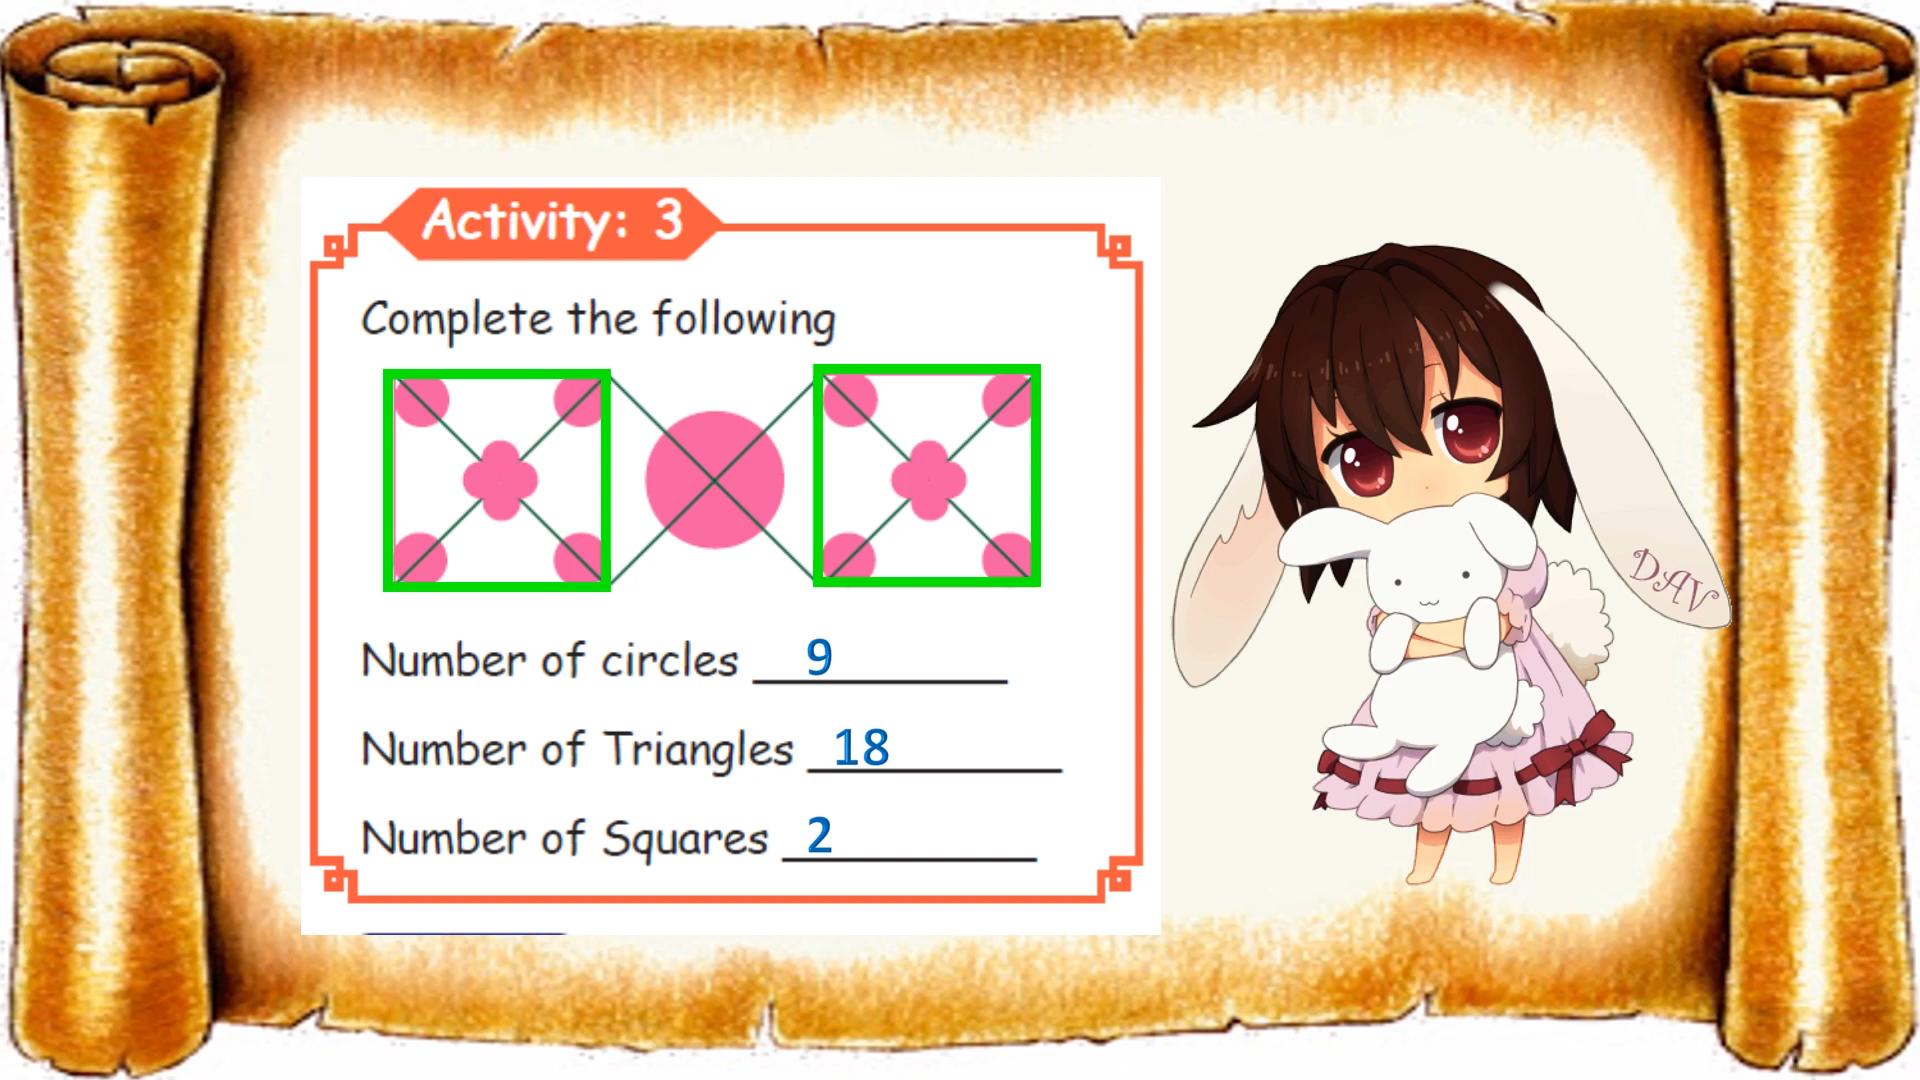 Activity: 3
Complete the following
Number of circles 9
Number of Triangles 18
Number of Squares 2
DAV